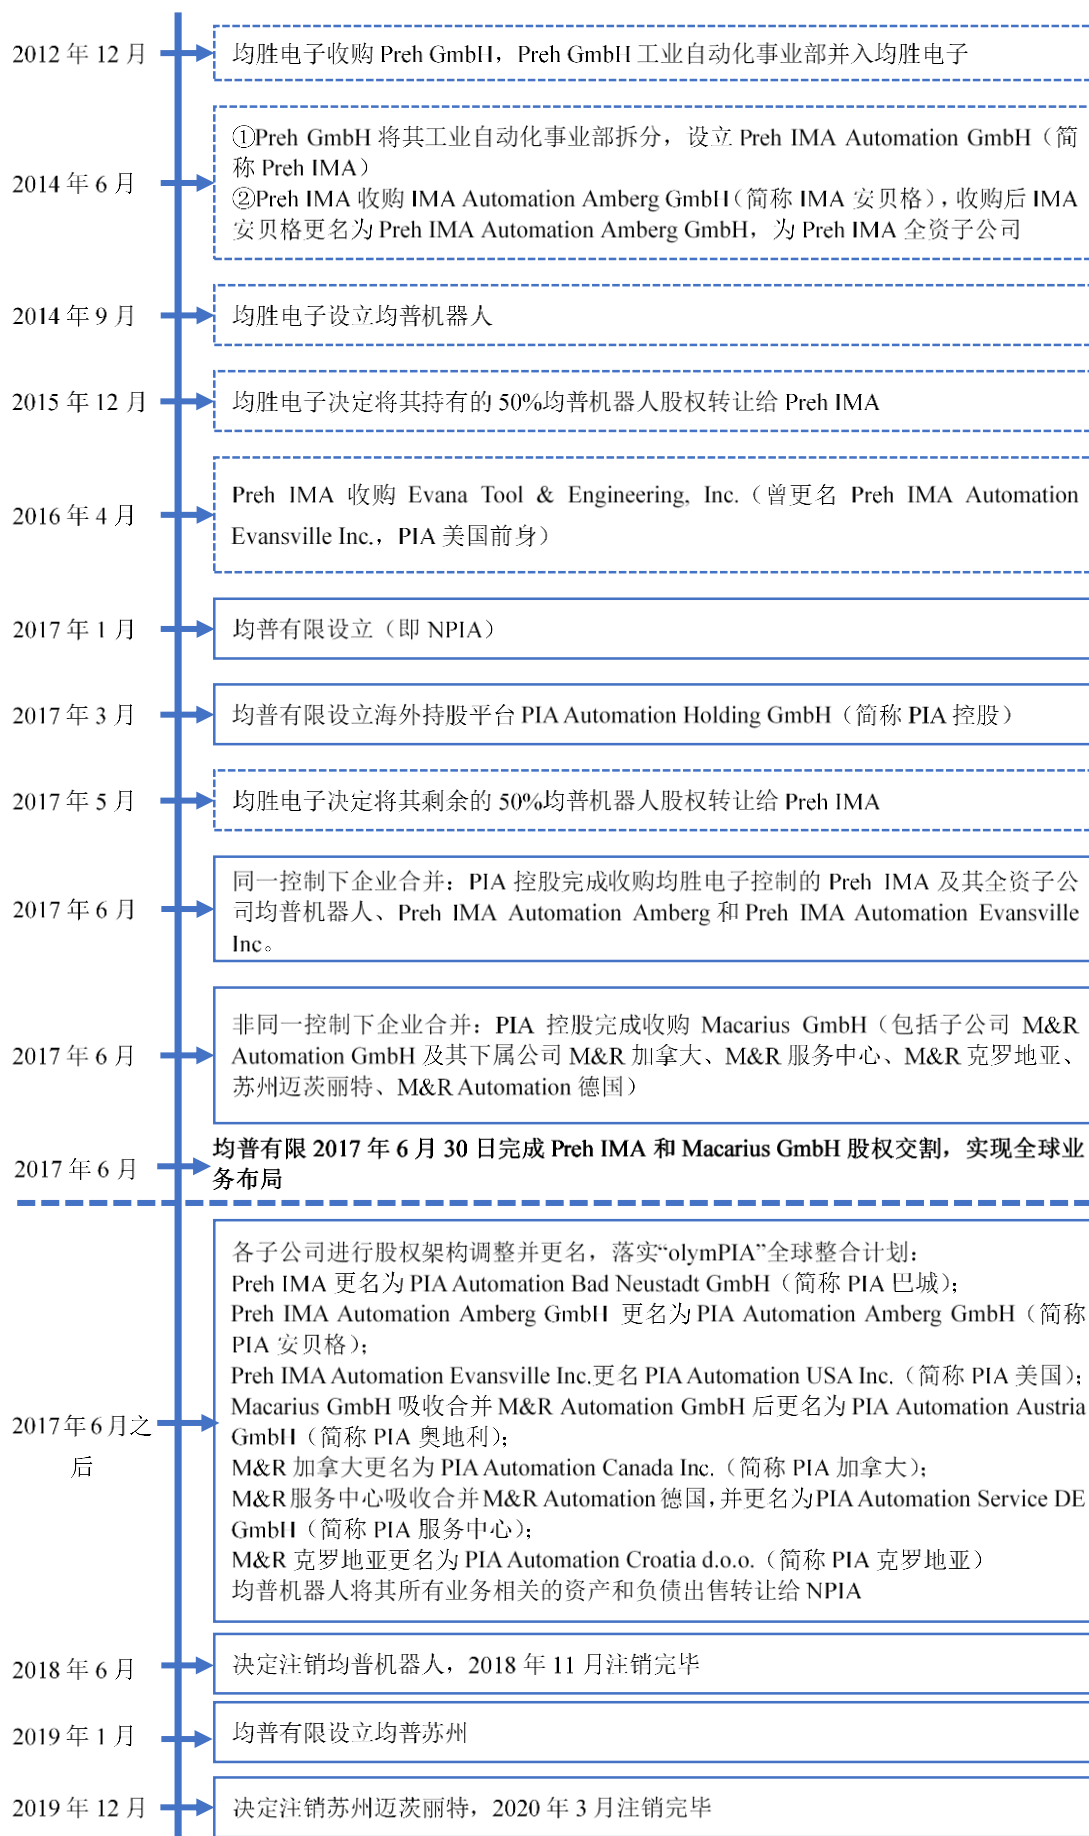 2012 年 12 月
均胜电子收购 Preh GmbH，Preh GmbH 工业自动化事业部并入均胜电子
2014 年 6 月
①Preh GmbH 将其工业自动化事业部拆分，设立 Preh IMA Automation GmbH（简
称 Preh IMA）
②Preh IMA 收购 IMA Automation Amberg GmbH（简称 IMA 安贝格），收购后 IMA
安贝格更名为 Preh IMA Automation Amberg GmbH，为 Preh IMA 全资子公司
2014 年 9 月
均胜电子设立均普机器人
2015 年 12 月
均胜电子决定将其持有的 50%均普机器人股权转让给 Preh IMA
2016 年 4 月
Preh IMA 收购 Evana Tool & Engineering, Inc.（曾更名 Preh IMA Automation
Evansville Inc.，PIA 美国前身）
2017 年 1 月
均普有限设立（即 NPIA）
2017 年 3 月
均普有限设立海外持股平台 PIA Automation Holding GmbH（简称 PIA 控股）
2017 年 5 月
均胜电子决定将其剩余的 50%均普机器人股权转让给 Preh IMA
2017 年 6 月
同一控制下企业合并：PIA 控股完成收购均胜电子控制的 Preh IMA 及其全资子公
司均普机器人、Preh IMA Automation Amberg 和 Preh IMA Automation Evansville
Inc。
2017 年 6 月
非同一控制下企业合并：PIA 控股完成收购 Macarius GmbH（包括子公司 M&R
Automation GmbH 及其下属公司 M&R 加拿大、M&R 服务中心、M&R 克罗地亚、
苏州迈茨丽特、M&R Automation 德国）
2017 年 6 月
均普有限 2017 年 6 月 30 日完成 Preh IMA 和 Macarius GmbH 股权交割，实现全球业
务布局
2017年 6月之
后
各子公司进行股权架构调整并更名，落实“olymPIA”全球整合计划：
Preh IMA 更名为 PIA Automation Bad Neustadt GmbH（简称 PIA 巴城）；
Preh IMA Automation Amberg GmbH 更名为 PIA Automation Amberg GmbH（简称
PIA 安贝格）；
Preh IMA Automation Evansville Inc.更名 PIA Automation USA Inc.（简称 PIA 美国）；
Macarius GmbH 吸收合并 M&R Automation GmbH 后更名为 PIA Automation Austria
GmbH（简称 PIA 奥地利）；
M&R 加拿大更名为 PIA Automation Canada Inc.（简称 PIA 加拿大）；
M&R 服务中心吸收合并 M&R Automation 德国，并更名为 PIA Automation Service DE
GmbH（简称 PIA 服务中心）；
M&R 克罗地亚更名为 PIA Automation Croatia d.o.o.（简称 PIA 克罗地亚）
均普机器人将其所有业务相关的资产和负债出售转让给 NPIA
2018 年 6 月
决定注销均普机器人，2018 年 11 月注销完毕
2019 年 1 月
均普有限设立均普苏州
2019 年 12 月
决定注销苏州迈茨丽特，2020 年 3 月注销完毕